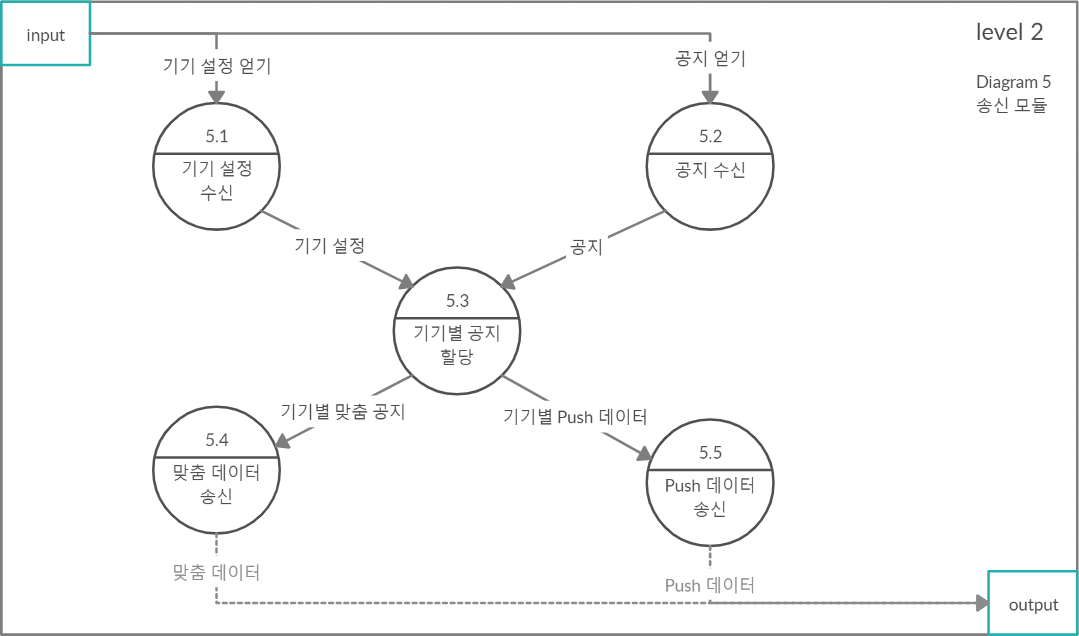 input
level 2
기기 설정 얻기
공지 얻기
Diagram 5
송신 모듈
5.1
기기 설정
수신
5.2
공지 수신
기기 설정
공지
5.3
기기별 공지
할당
기기별 맞춤 공지
기기별 Push 데이터
5.4
맞춤 데이터
송신
5.5
Push 데이터
송신
맞춤 데이터
Push 데이터
output